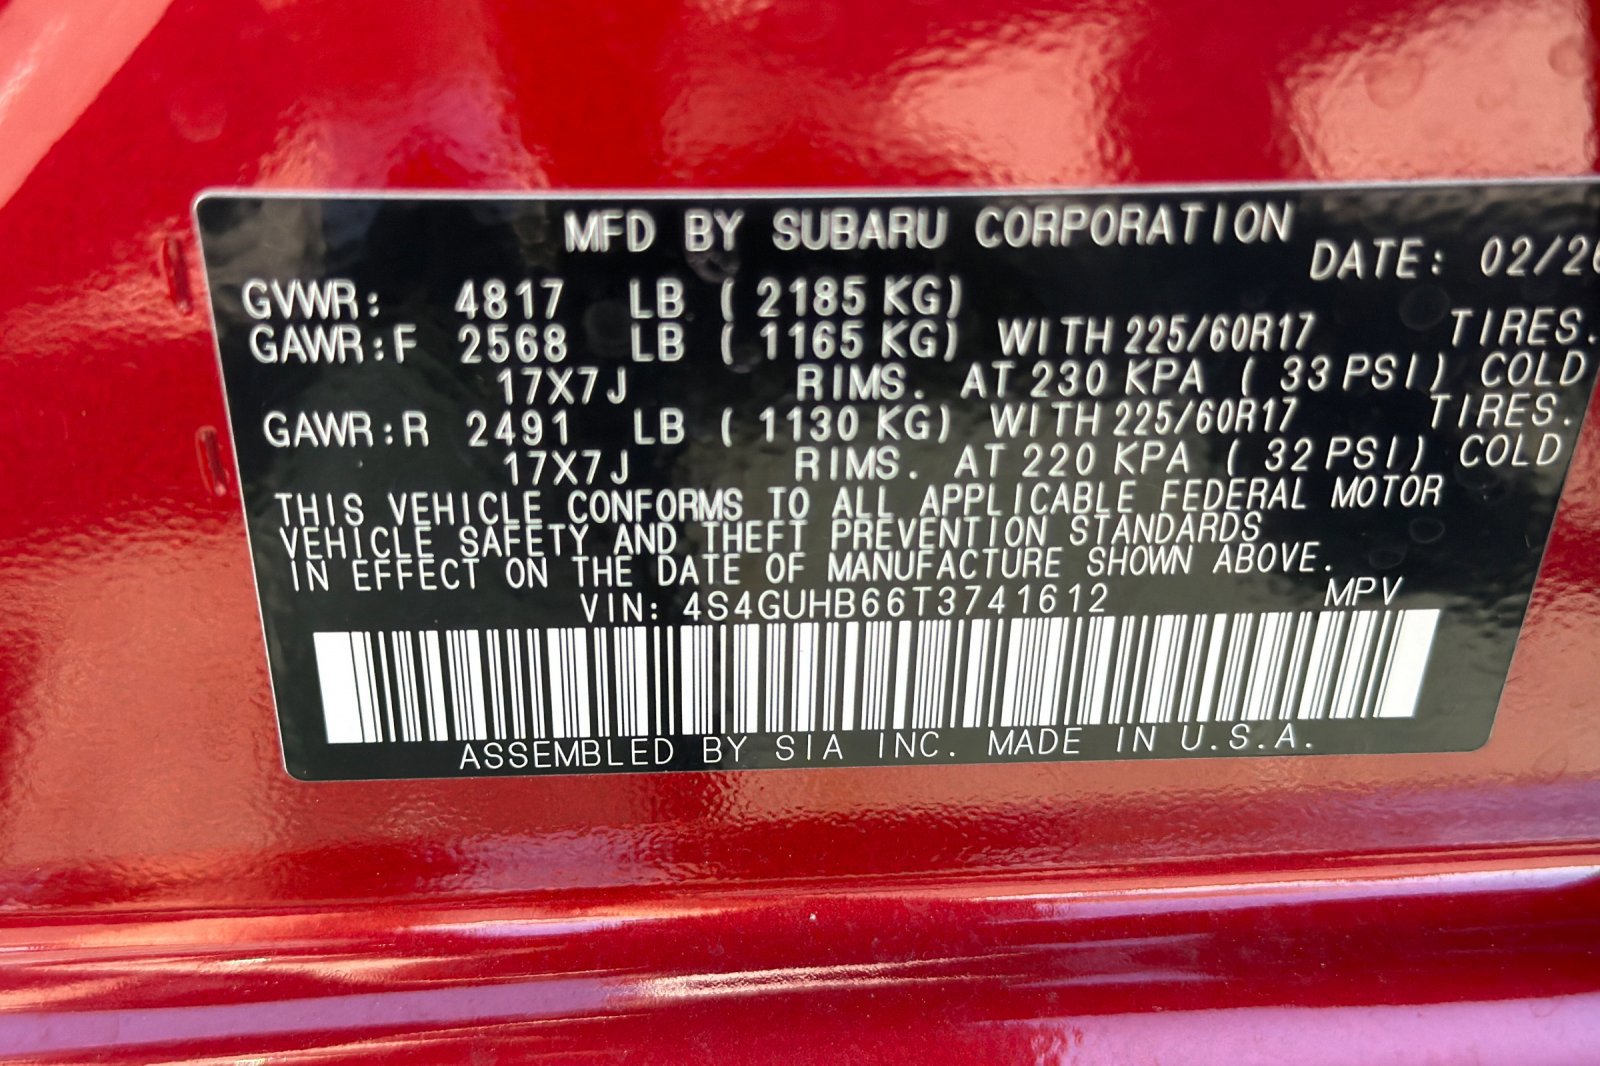 MFD BY SUBARU CORPORATION
DATE: 02/26
GVWR: 4817 LB ( 2185 KG)
GAWR:F 2568 LB ( 1165 KG) WITH 225/60R17 TIRES.
17X7J RIMS. AT 230 KPA ( 33 PSI) COLD
GAWR:R 2491 LB ( 1130 KG) WITH 225/60R17 TIRES.
17X7J RIMS. AT 220 KPA ( 32 PSI) COLD
THIS VEHICLE CONFORMS TO ALL APPLICABLE FEDERAL MOTOR
VEHICLE SAFETY AND THEFT PREVENTION STANDARDS
IN EFFECT ON THE DATE OF MANUFACTURE SHOWN ABOVE.
VIN: 4S4GUHB66T3741612 MPV
ASSEMBLED BY SIA INC. MADE IN U.S.A.